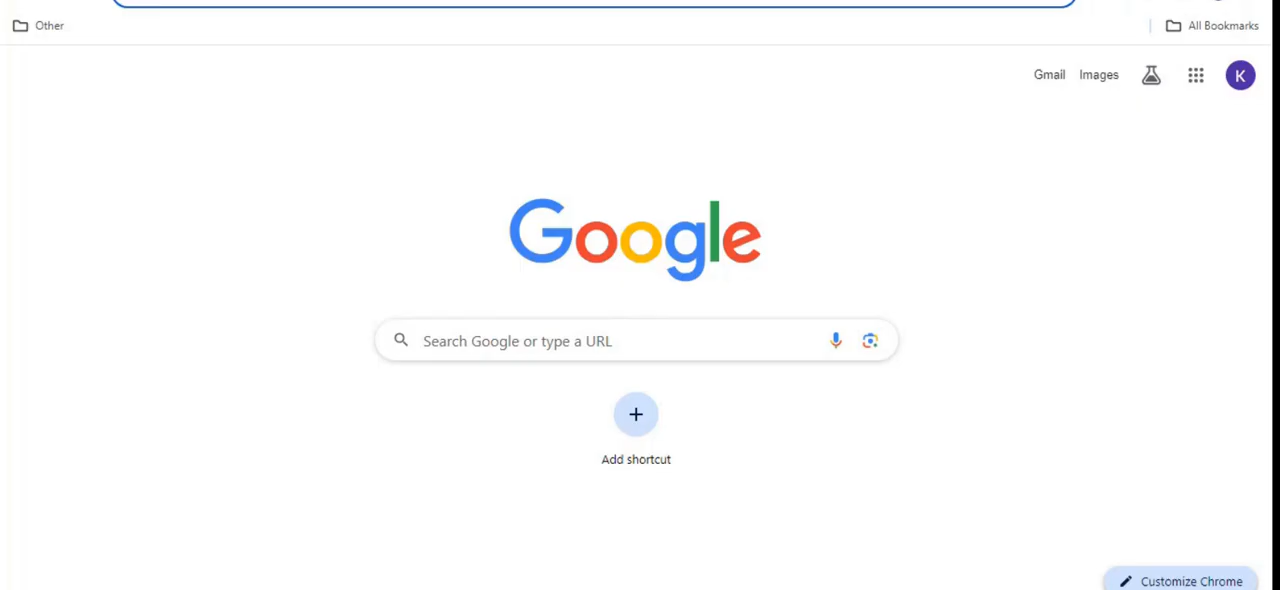 Other
All Bookmarks
Gmail Images
K
Google
Search Google or type a URL
Add shortcut
Customize Chrome